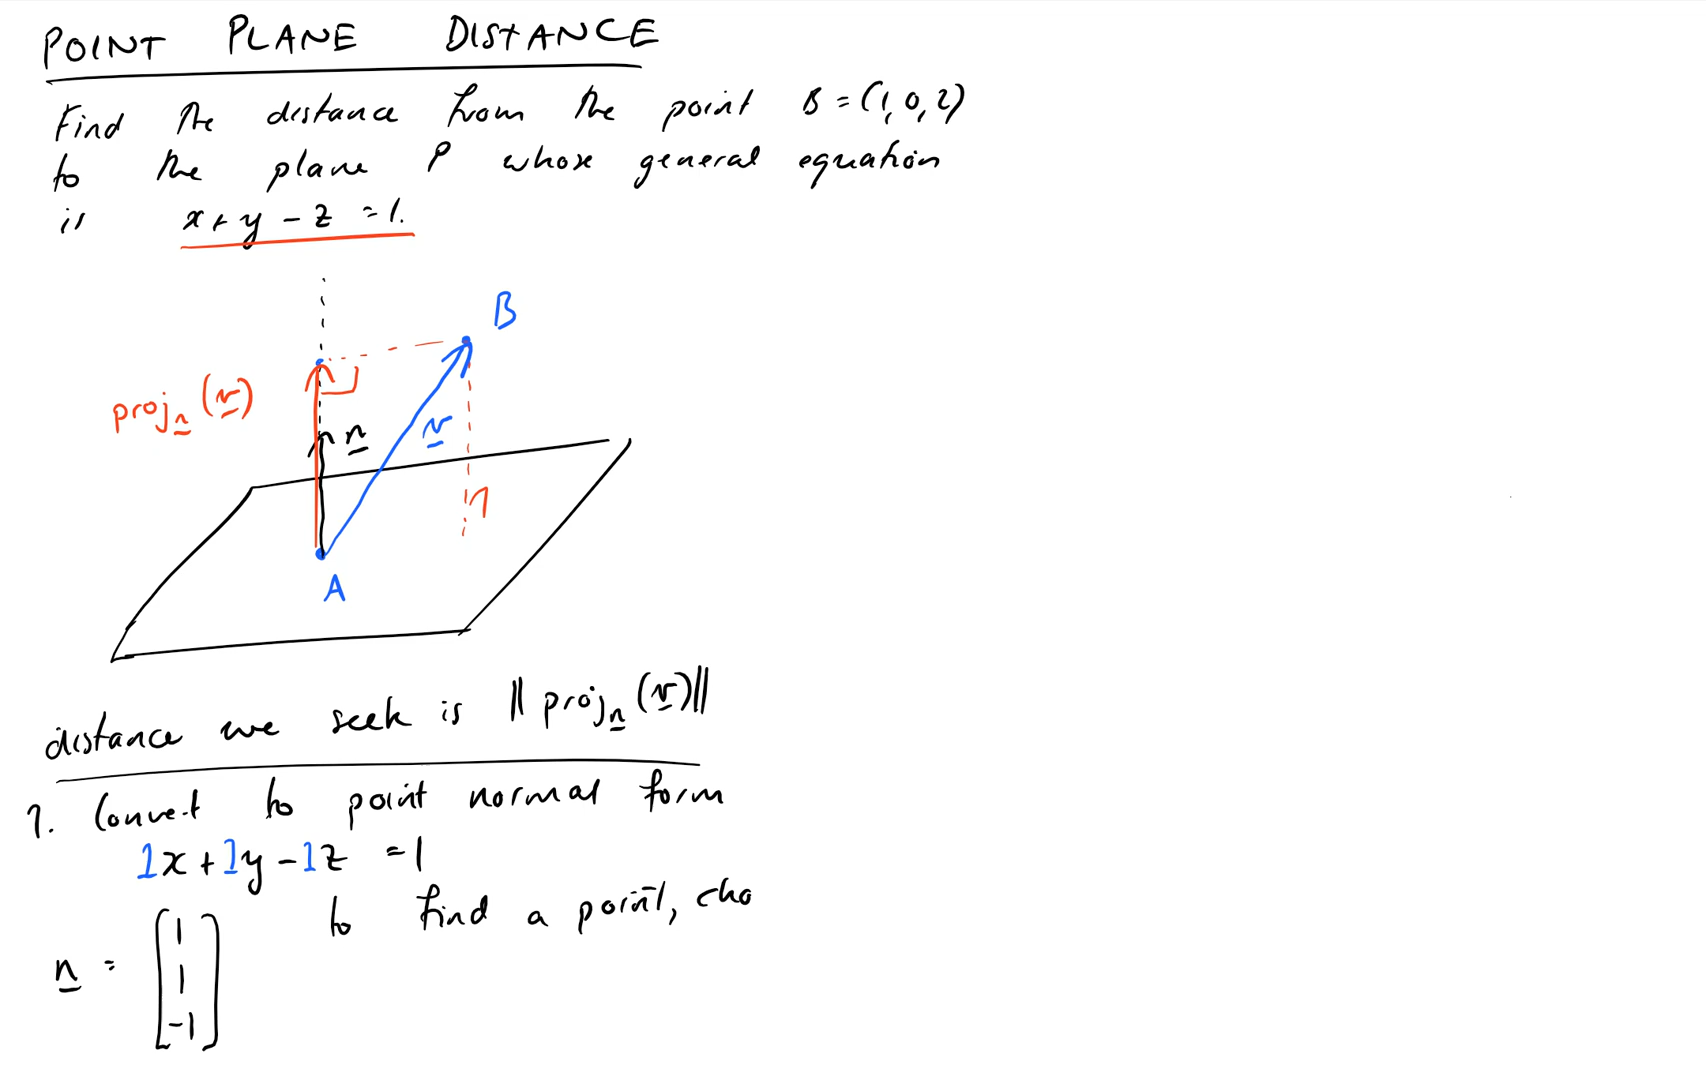 POINT PLANE DISTANCE
Find the distance from the point B = (1, 0, 2)
to the plane P whose general equation
is x + y - z = 1.
B
proj_n (v)
n
v
A
distance we seek is || proj_n (v) ||
1. Convert to point normal form
1x + 1y - 1z = 1
to find a point, cho
n = [1
1
-1]